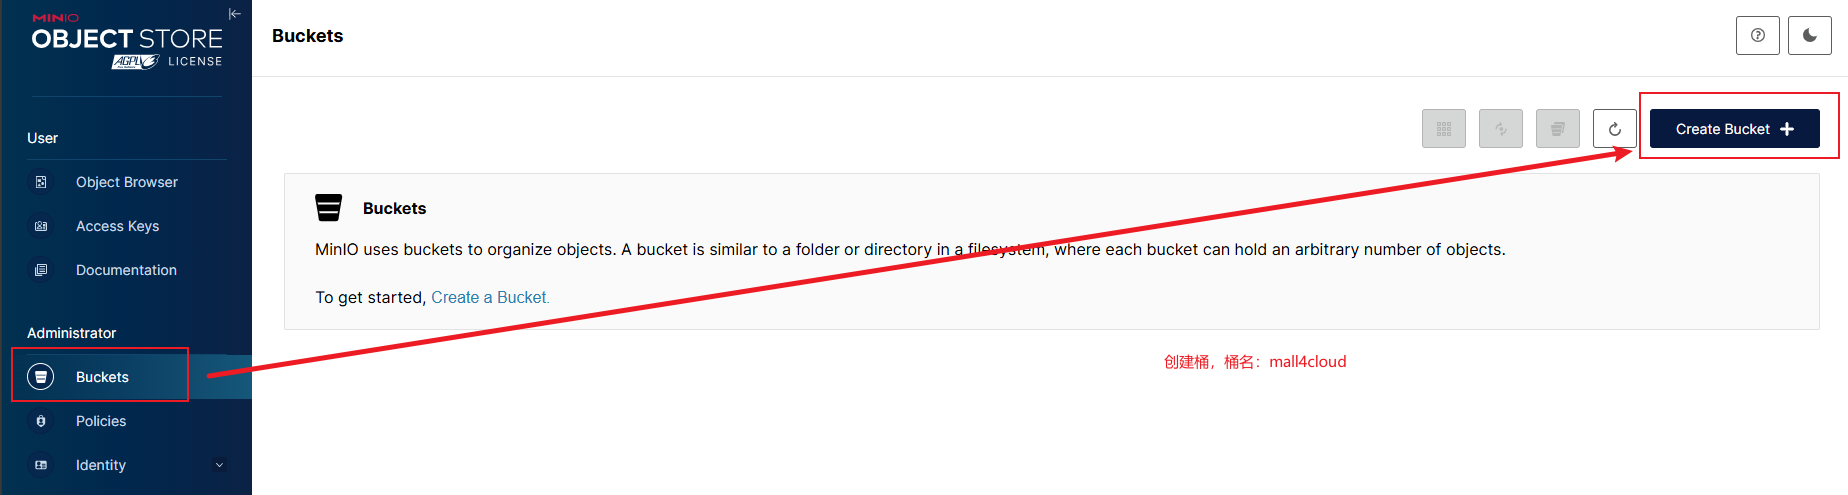 MINIO
OBJECT STORE
AGPL
LICENSE
User
Object Browser
Access Keys
Documentation
Administrator
Buckets
Policies
Identity
Buckets
Create Bucket
Buckets
MinIO uses buckets to organize objects. A bucket is similar to a folder or directory in a filesystem, where each bucket can hold an arbitrary number of objects.
To get started, Create a Bucket.
创建桶，桶名：mall4cloud